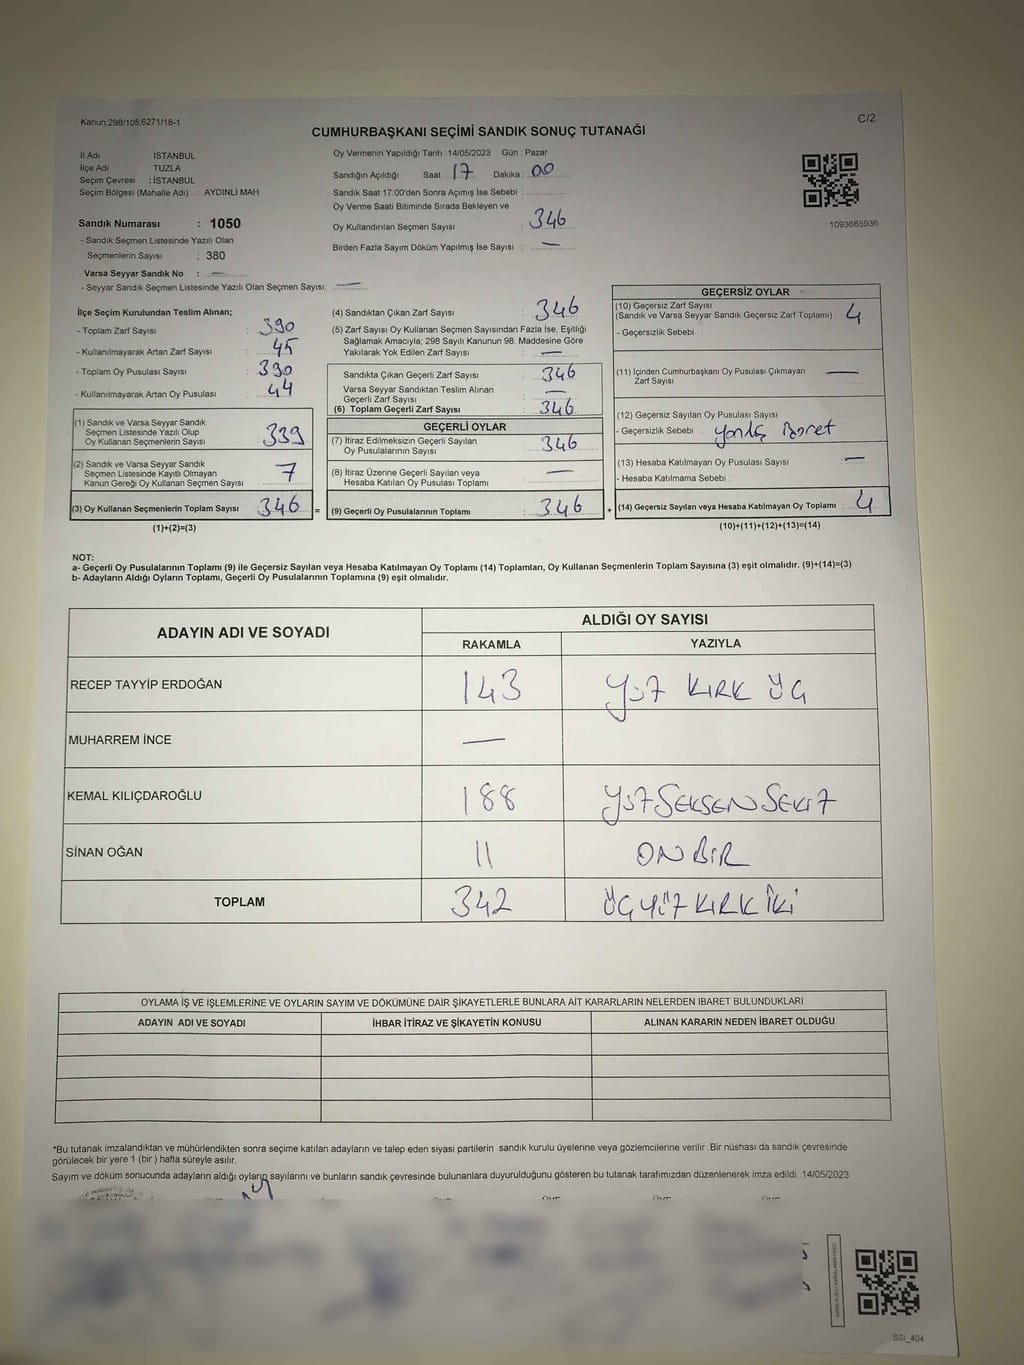 Kanun;298/105,6271/18-1
C/2
CUMHURBAŞKANI SEÇİMİ SANDIK SONUÇ TUTANAĞI
İl Adı : İSTANBUL
İlçe Adı : TUZLA
Seçim Çevresi : İSTANBUL
Seçim Bölgesi (Mahalle Adı) : AYDINLI MAH.
Sandık Numarası : 1050
- Sandık Seçmen Listesinde Yazılı Olan
Seçmenlerin Sayısı : 380
Varsa Seyyar Sandık No : —
- Seyyar Sandık Seçmen Listesinde Yazılı Olan Seçmen Sayısı: —
Oy Vermenin Yapıldığı Tarih : 14/05/2023 Gün : Pazar
Sandığın Açıldığı Saat : 17 Dakika : 00
Sandık Saat 17:00'den Sonra Açımış İse Sebebi :
Oy Verme Saati Bitiminde Sırada Bekleyen ve
Oy Kullandırılan Seçmen Sayısı : 346
Birden Fazla Sayım Döküm Yapılmış İse Sayısı : —
1093685936
İlçe Seçim Kurulundan Teslim Alınan;
- Toplam Zarf Sayısı : 390
- Kullanılmayarak Artan Zarf Sayısı : 45
- Toplam Oy Pusulası Sayısı : 390
- Kullanılmayarak Artan Oy Pusulası : 44
(1) Sandık ve Varsa Seyyar Sandık
Seçmen Listesinde Yazılı Olup
Oy Kullanan Seçmenlerin Sayısı : 339
(2) Sandık ve Varsa Seyyar Sandık
Seçmen Listesinde Kayıtlı Olmayan
Kanun Gereği Oy Kullanan Seçmen Sayısı : 7
(3) Oy Kullanan Seçmenlerin Toplam Sayısı : 346 =
(1)+(2)=(3)
(4) Sandıktan Çıkan Zarf Sayısı : 346
(5) Zarf Sayısı Oy Kullanan Seçmen Sayısından Fazla İse, Eşitliği
Sağlamak Amacıyla; 298 Sayılı Kanunun 98. Maddesine Göre
Yakılarak Yok Edilen Zarf Sayısı : —
Sandıkta Çıkan Geçerli Zarf Sayısı : 346
Varsa Seyyar Sandıktan Teslim Alınan
Geçerli Zarf Sayısı : —
(6) Toplam Geçerli Zarf Sayısı : 346
GEÇERLİ OYLAR
(7) İtiraz Edilmeksizin Geçerli Sayılan
Oy Pusulalarının Sayısı : 346
(8) İtiraz Üzerine Geçerli Sayılan veya
Hesaba Katılan Oy Pusulası Toplamı : —
(9) Geçerli Oy Pusulalarının Toplamı : 346 +
GEÇERSİZ OYLAR
(10) Geçersiz Zarf Sayısı
(Sandık ve Varsa Seyyar Sandık Geçersiz Zarf Toplamı) : 4
- Geçersizlik Sebebi :
(11) İçinden Cumhurbaşkanı Oy Pusulası Çıkmayan
Zarf Sayısı : —
(12) Geçersiz Sayılan Oy Pusulası Sayısı
- Geçersizlik Sebebi :
(13) Hesaba Katılmayan Oy Pusulası Sayısı : —
- Hesaba Katılmama Sebebi :
(14) Geçersiz Sayılan veya Hesaba Katılmayan Oy Toplamı : 4
(10)+(11)+(12)+(13)=(14)
NOT:
a- Geçerli Oy Pusulalarının Toplamı (9) ile Geçersiz Sayılan veya Hesaba Katılmayan Oy Toplamı (14) Toplamları, Oy Kullanan Seçmenlerin Toplam Sayısına (3) eşit olmalıdır. (9)+(14)=(3)
b- Adayların Aldığı Oyların Toplamı, Geçerli Oy Pusulalarının Toplamına (9) eşit olmalıdır.
ADAYIN ADI VE SOYADI
ALDIĞI OY SAYISI
RAKAMLA YAZIYLA
RECEP TAYYİP ERDOĞAN 143 YÜZ KIRK ÜÇ
MUHARREM İNCE —
KEMAL KILIÇDAROĞLU 188 YÜZ SEKSEN SEKİZ
SİNAN OĞAN 11 ON BİR
TOPLAM 342 ÜÇ YÜZ KIRK İKİ
OYLAMA İŞ VE İŞLEMLERİNE VE OYLARIN SAYIM VE DÖKÜMÜNE DAİR ŞİKAYETLERLE BUNLARA AİT KARARLARIN NELERDEN İBARET BULUNDUKLARI
ADAYIN ADI VE SOYADI İHBAR İTİRAZ VE ŞİKAYETİN KONUSU ALINAN KARARIN NEDEN İBARET OLDUĞU
*Bu tutanak imzalandıktan ve mühürlendikten sonra seçime katılan adayların ve talep eden siyasi partilerin sandık kurulu üyelerine veya gözlemcilerine verilir .Bir nüshası da sandık çevresinde
görülecek bir yere 1 (bir ) hafta süreyle asılır.
Sayım ve döküm sonucunda adayların aldığı oyların sayılarını ve bunların sandık çevresinde bulunanlara duyurulduğunu gösteren bu tutanak tarafımızdan düzenlenerek imza edildi. 14/05/2023
SSI_404